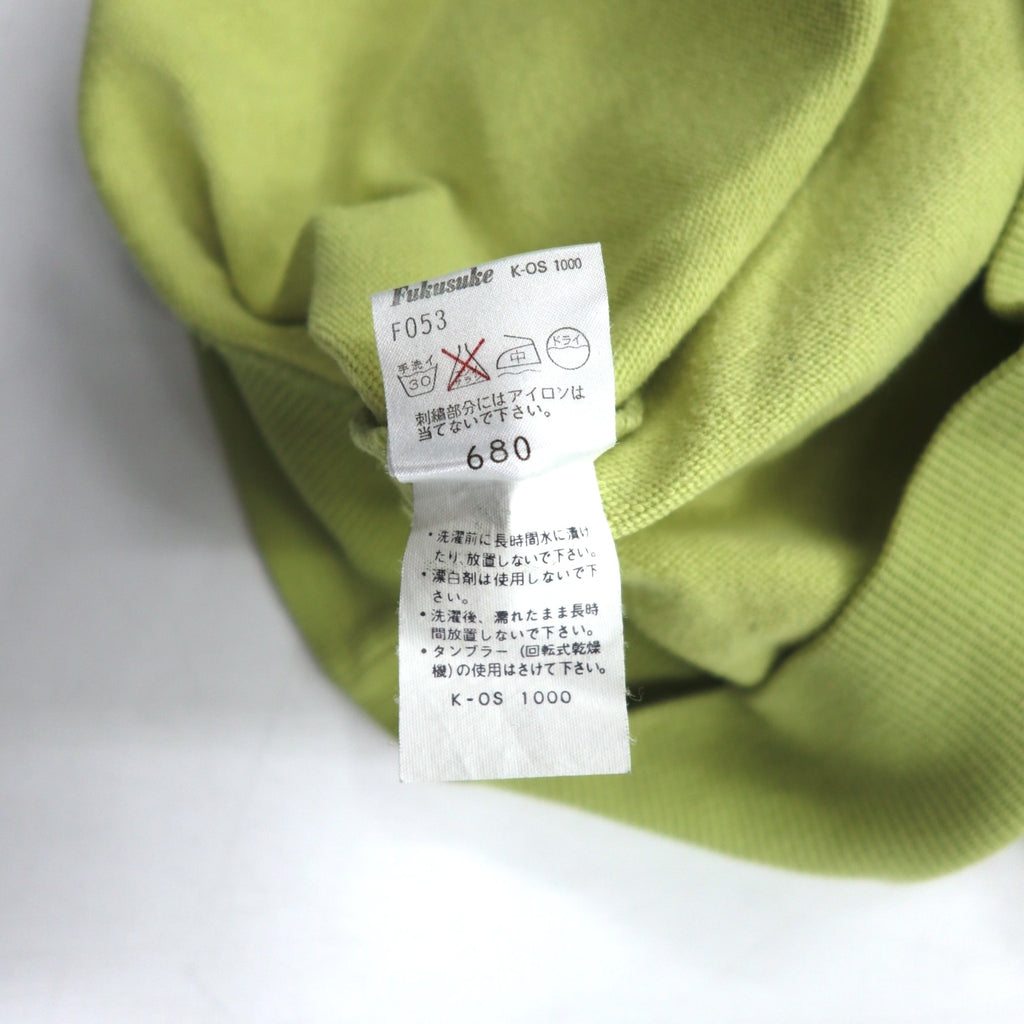 Fukusuke K-OS 1000
F053
手洗イ 30 中 ドライ
刺繍部分にはアイロンは
当てないで下さい。
680
・洗濯前に長時間水に漬け
たり、放置しないで下さい。
・漂白剤は使用しないで下
さい。
・洗濯後、濡れたまま長時
間放置しないで下さい。
・タンブラー (回転式乾燥
機)の使用はさけて下さい。
K-OS 1000